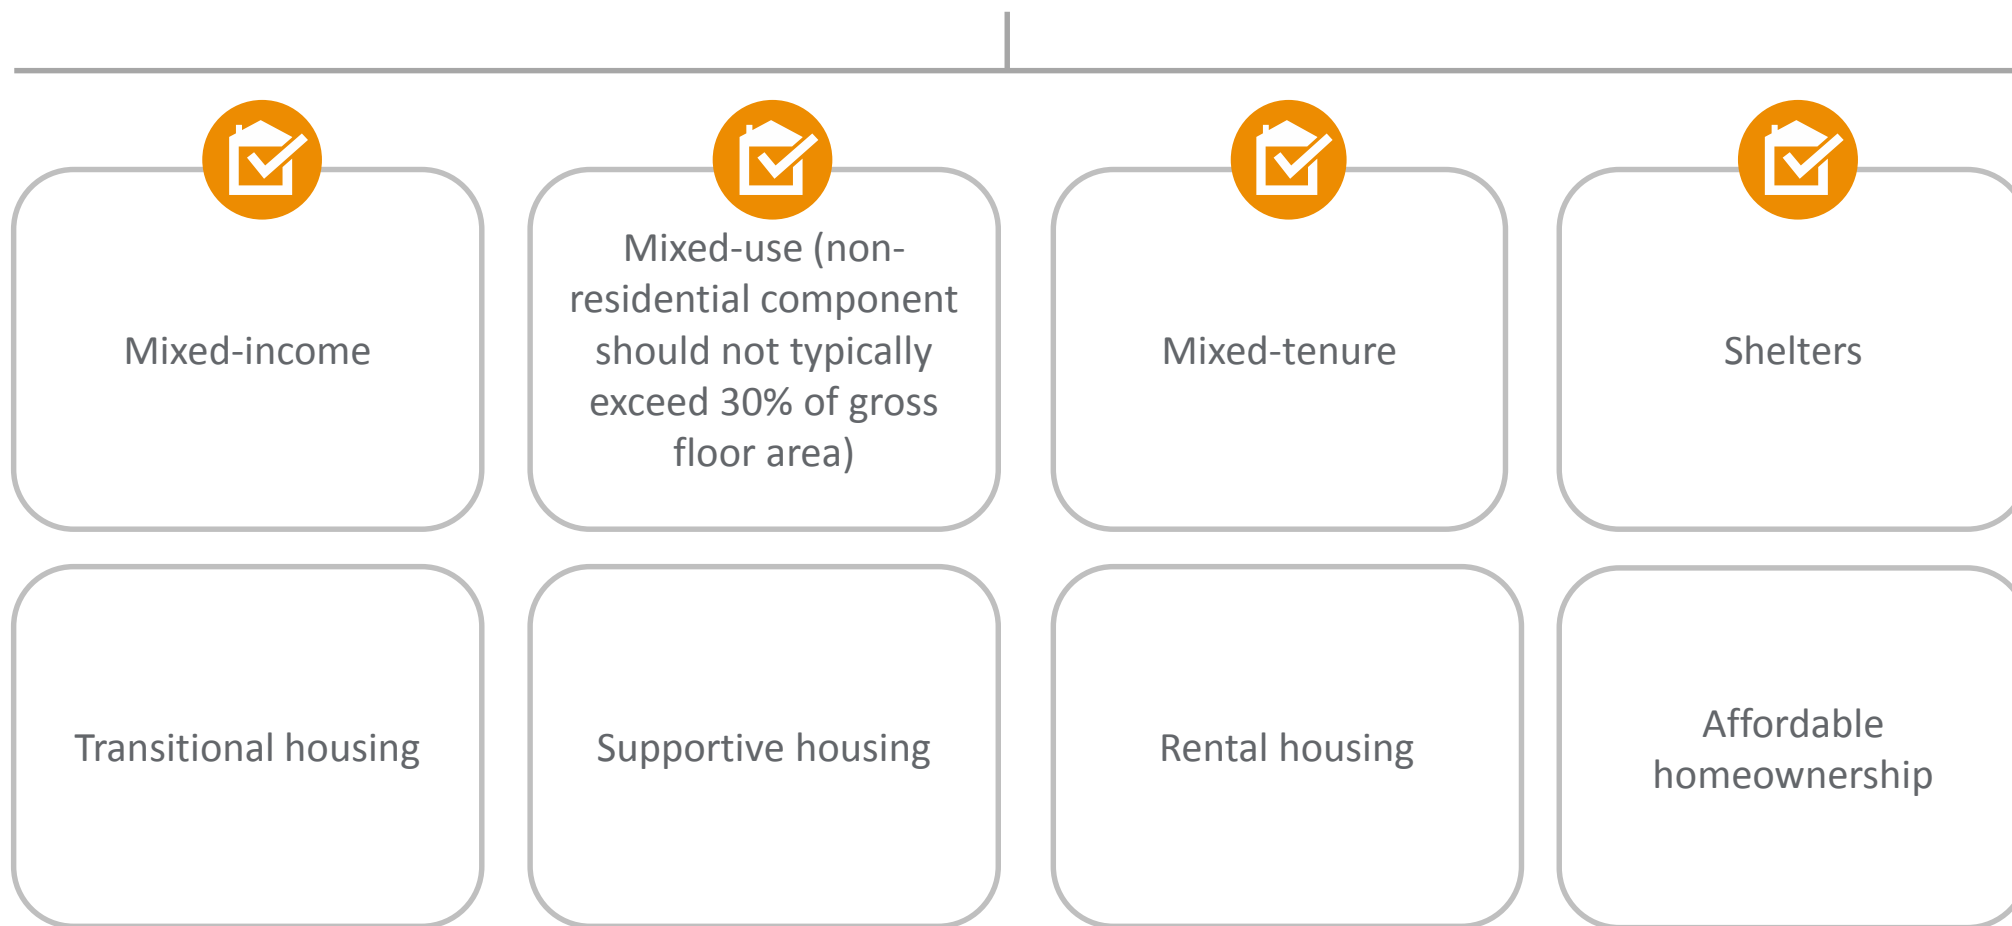 Mixed-income
Mixed-use (non-
residential component
should not typically
exceed 30% of gross
floor area)
Mixed-tenure
Shelters
Transitional housing
Supportive housing
Rental housing
Affordable
homeownership